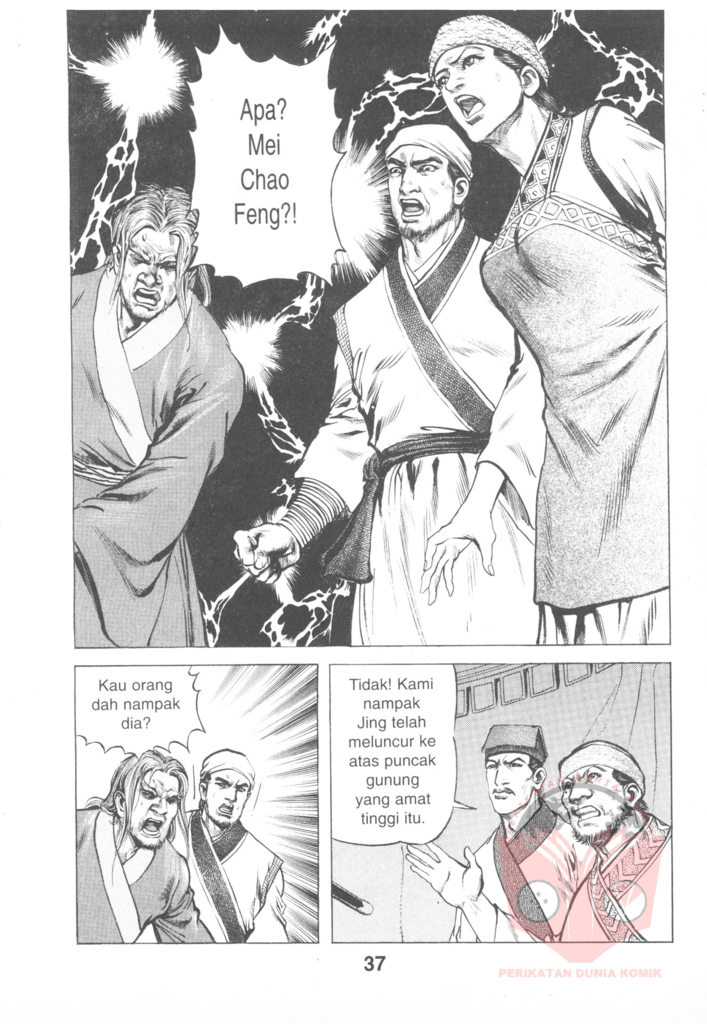 Apa?
Mei
Chao
Feng?!
Kau orang
dah nampak
dia?
Tidak! Kami
nampak
Jing telah
meluncur ke
atas puncak
gunung
yang amat
tinggi itu.
37
PERIKATAN DUNIA KOMIK